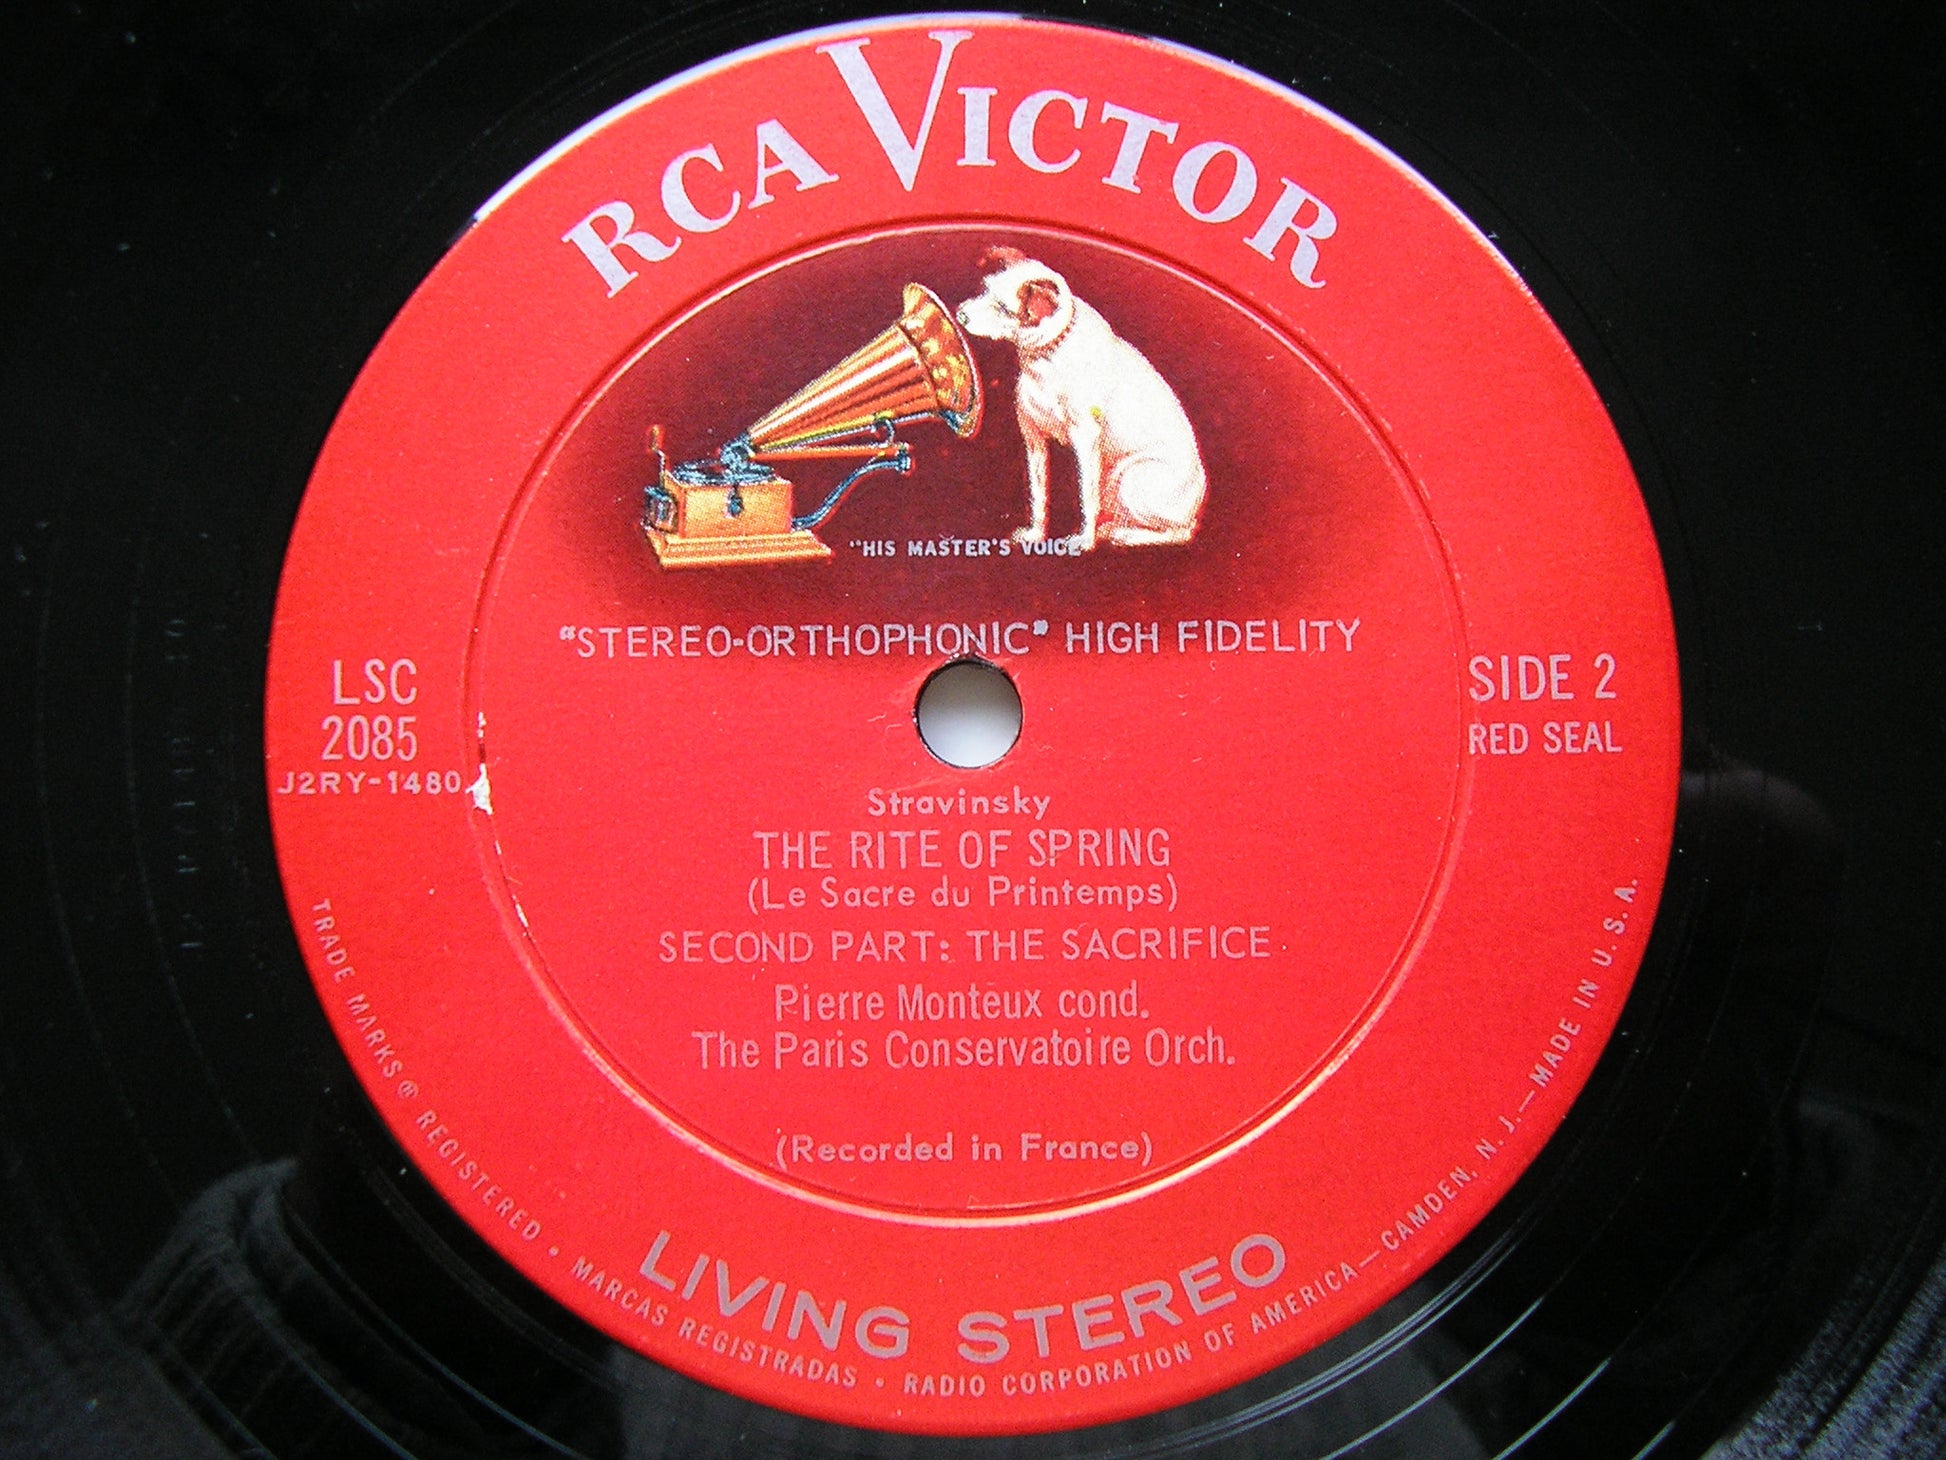 RCA VICTOR
"HIS MASTER'S VOICE
"STEREO-ORTHOPHONIC" HIGH FIDELITY
LSC
2085
J2RY-1480
SIDE 2
RED SEAL
Stravinsky
THE RITE OF SPRING
(Le Sacre du Printemps)
SECOND PART: THE SACRIFICE
Pierre Monteux cond.
The Paris Conservatoire Orch.
(Recorded in France)
LIVING STEREO
TRADE MARKS ® REGISTERED • MARCAS REGISTRADAS • RADIO CORPORATION OF AMERICA—CAMDEN, N. J.—MADE IN U. S. A.